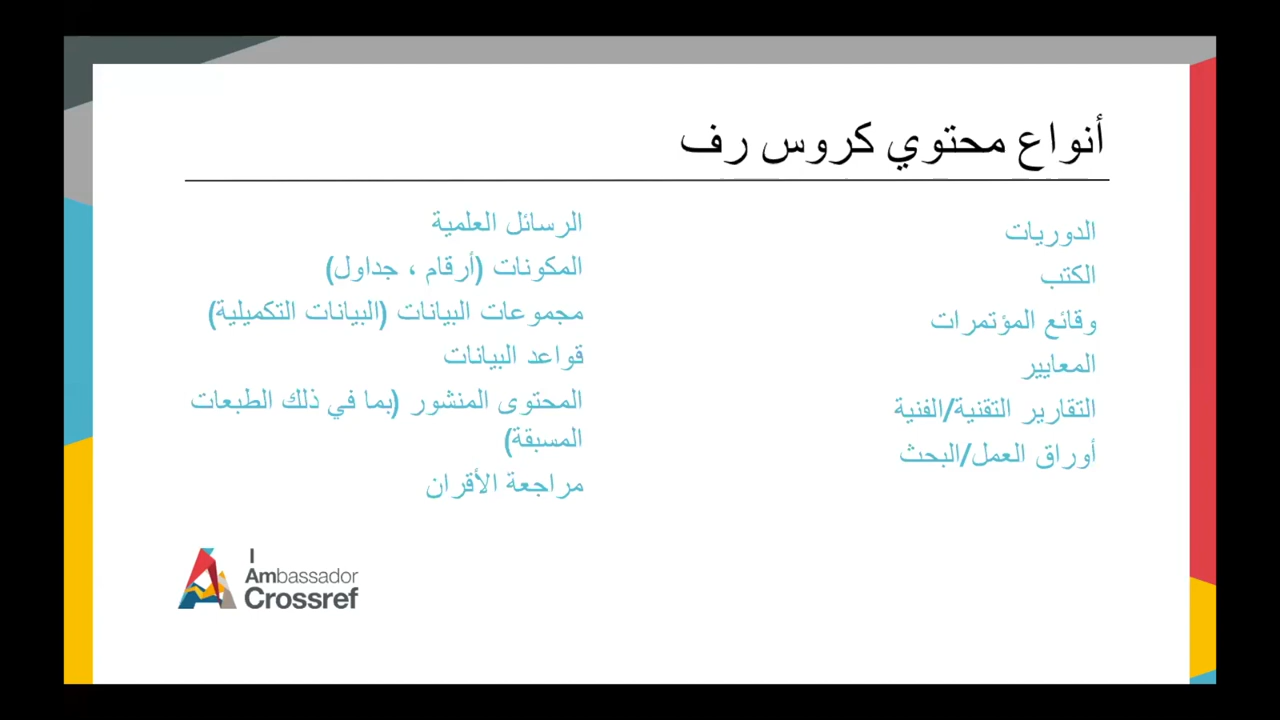 أنواع محتوي كروس رف
الدوريات
الكتب
وقائع المؤتمرات
المعايير
التقارير التقنية/الفنية
أوراق العمل/البحث
الرسائل العلمية
المكونات (أرقام ، جداول)
مجموعات البيانات (البيانات التكميلية)
قواعد البيانات
المحتوى المنشور (بما في ذلك الطبعات
المسبقة)
مراجعة الأقران
I
Ambassador
Crossref